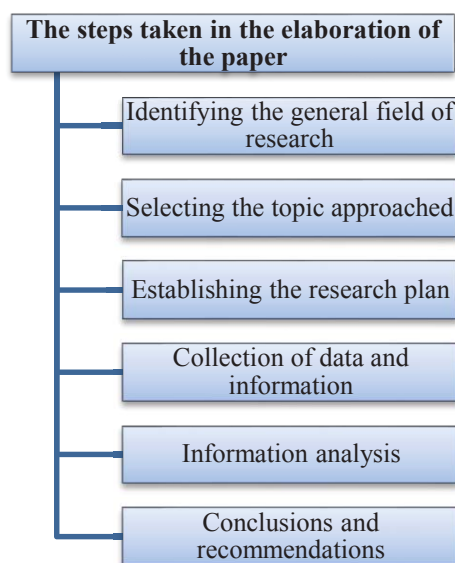 The steps taken in the elaboration of
the paper
Identifying the general field of
research
Selecting the topic approached
Establishing the research plan
Collection of data and
information
Information analysis
Conclusions and
recommendations